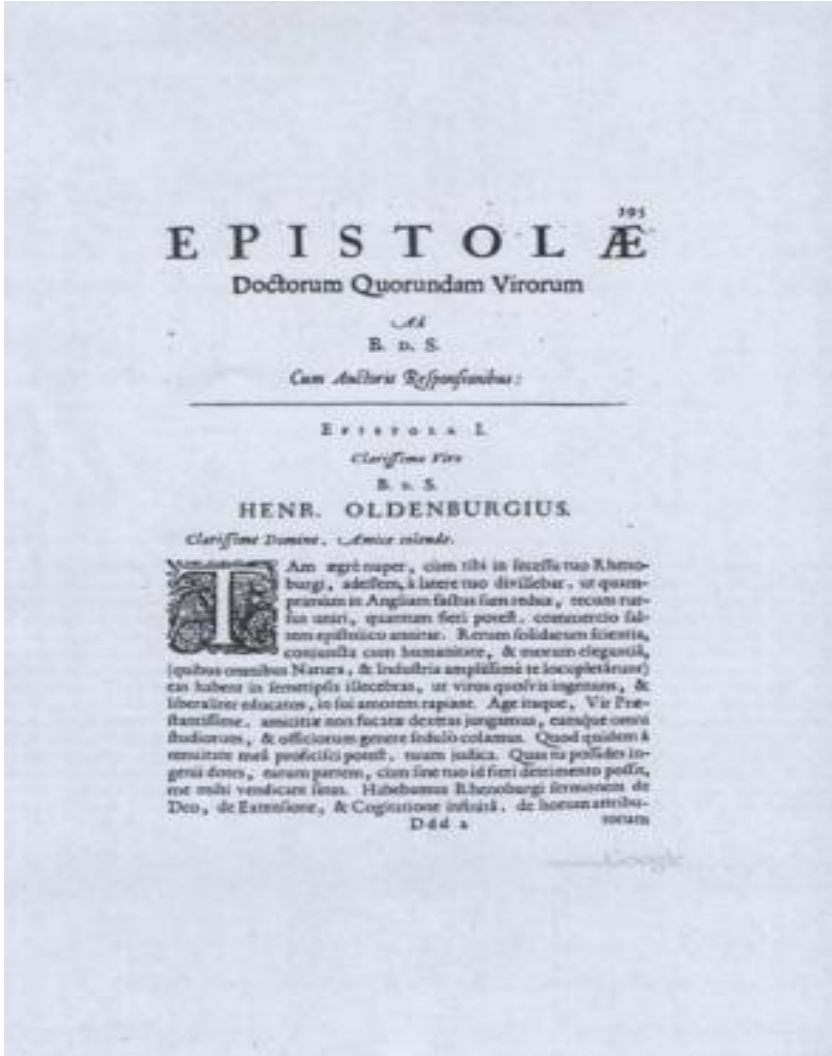 395
EPISTOLÆ
Doctorum Quorundam Virorum
Ad
B. D. S.
Cum Auctoris Responsionibus:
EPISTOLA I.
Clarissimo Viro
B. D. S.
HENR. OLDENBURGIUS.
Clarissime Domine, Amice colende.
TAm ægrè nuper, cùm tibi in secessu tuo Rheno-
burgi, adessem, à latere tuo divellebar, ut quam-
primùm in Angliam factus sum redux, tecum rur-
sus uniri, quantum fieri potest, commercio sal-
tem epistolico annitar. Rerum solidarum scientia,
conjuncta cum humanitate, & morum elegantiâ,
(quibus omnibus Natura, & Industria amplissimè te locupletârunt)
eas habent in semetipsis illecebras, ut viros quosvis ingenuos, &
liberaliter educatos, in sui amorem rapiant. Age itaque, Vir Præ-
stantissime, amicitiæ non fucatæ dextras jungamus, eamque omni
studiorum, & officiorum genere sedulò colamus. Quod quidem à
tenuitate meâ proficisci potest, tuum judica. Quas tu possides in-
genii dotes, earum partem, cùm sine tuo id fieri detrimento possit,
me mihi vendicare sinas. Habebamus Rhenoburgi sermonem de
Deo, de Extensione, & Cogitatione infinitâ, de horum attribu-
Ddd 2 torum